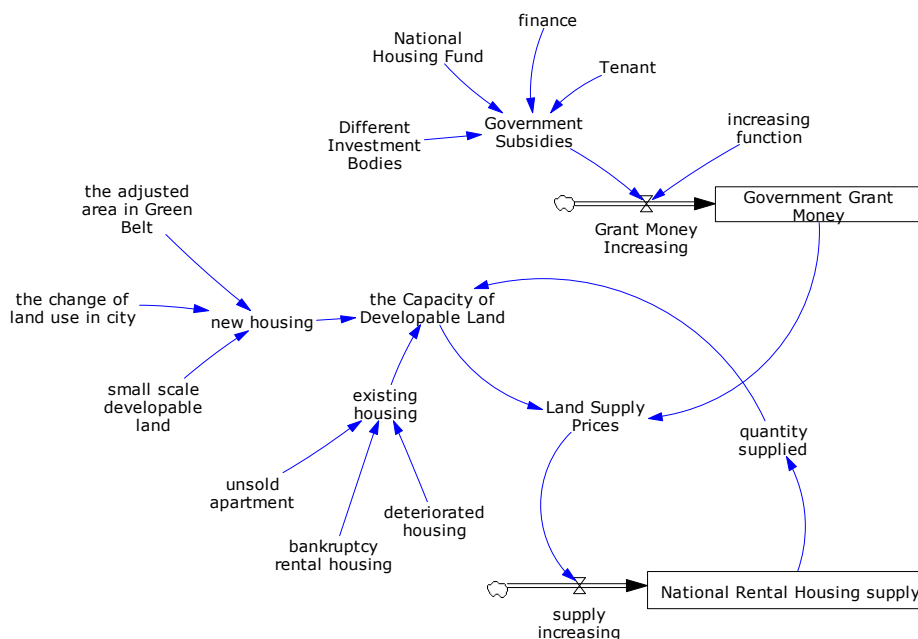 finance
National
Housing Fund
Tenant
Different
Investment
Bodies
Government
Subsidies
increasing
function
Government Grant
Money
Grant Money
Increasing
the adjusted
area in Green
Belt
the change of
land use in city
new housing
small scale
developable
land
the Capacity of
Developable Land
existing
housing
unsold
apartment
bankruptcy
rental housing
deteriorated
housing
Land Supply
Prices
quantity
supplied
National Rental Housing supply
supply
increasing